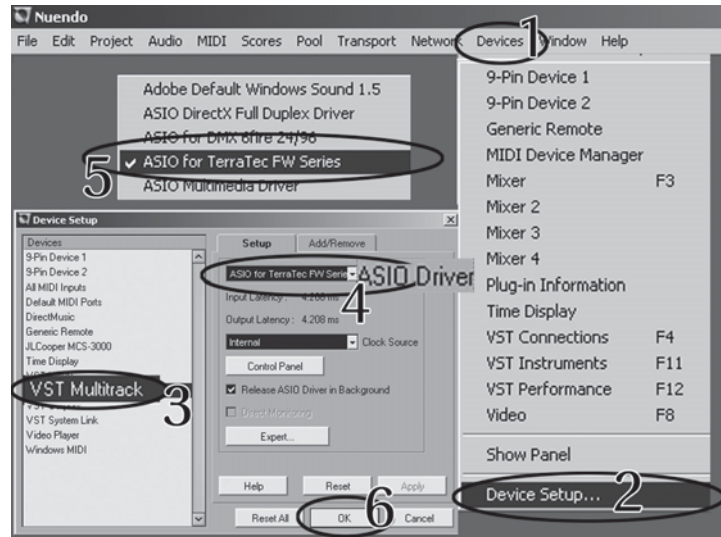 Nuendo
File Edit Project Audio MIDI Scores Pool Transport Network Devices Window Help
1
9-Pin Device 1
9-Pin Device 2
Generic Remote
MIDI Device Manager
Mixer F3
Mixer 2
Mixer 3
Mixer 4
Plug-in Information
Time Display
VST Connections F4
VST Instruments F11
VST Performance F12
Video F8
Show Panel
Device Setup... 2
Adobe Default Windows Sound 1.5
ASIO DirectX Full Duplex Driver
ASIO for DMX 6fire 24/96
ASIO for TerraTec FW Series
5
ASIO Multimedia Driver
Device Setup
Devices
9-Pin Device 1
9-Pin Device 2
All MIDI Inputs
Default MIDI Ports
DirectMusic
Generic Remote
JLCooper MCS-3000
Time Display
VST Multitrack
3
VST System Link
Video Player
Windows MIDI
Setup Add/Remove
ASIO for TerraTec FW Serie ASIO Driver
4
Input Latency : 4.208 ms
Output Latency : 4.208 ms
Internal Clock Source
Control Panel
Release ASIO Driver in Background
Direct Monitoring
Expert...
Help Reset Apply
Reset All OK Cancel
6